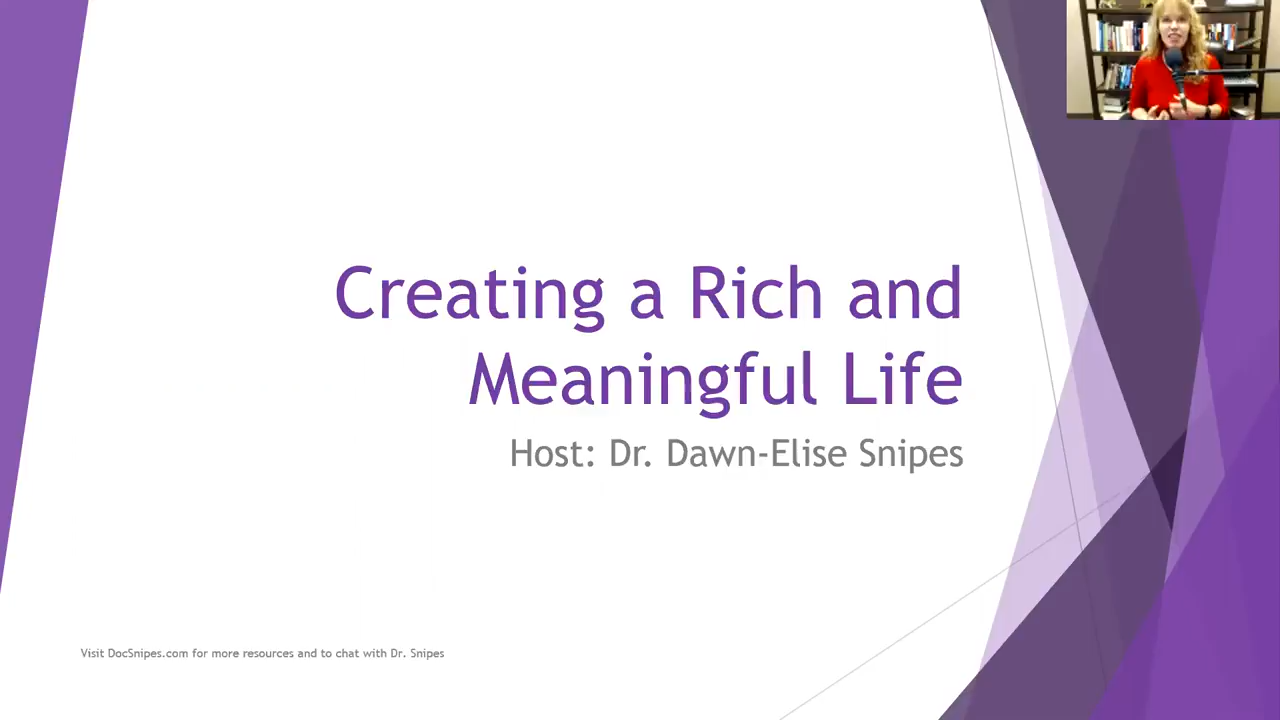 Creating a Rich and
Meaningful Life
Host: Dr. Dawn-Elise Snipes
Visit DocSnipes.com for more resources and to chat with Dr. Snipes